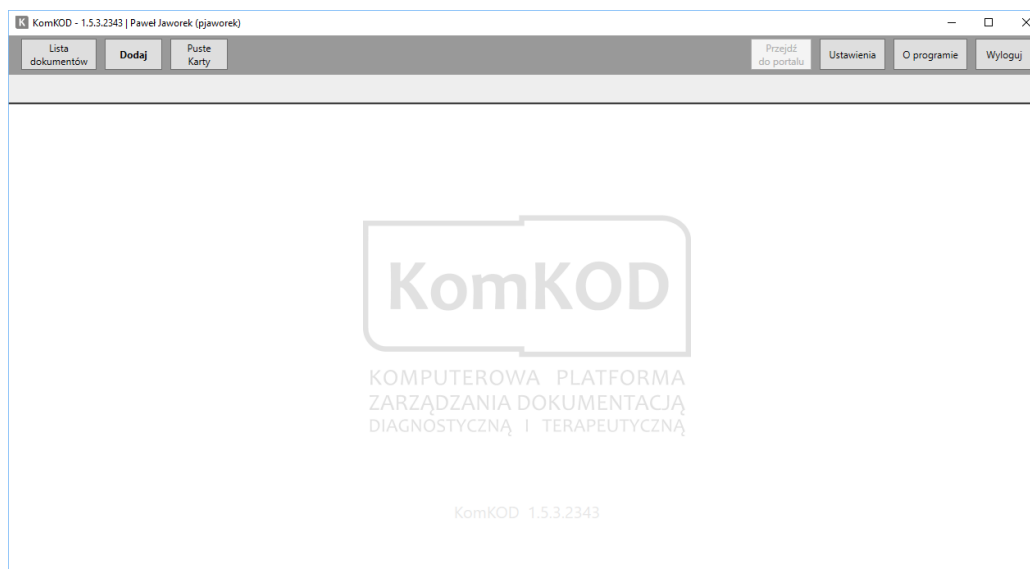 K KomKOD - 1.5.3.2343 | Paweł Jaworek (pjaworek)
Lista
dokumentów
Dodaj
Puste
Karty
Przejdź
do portalu
Ustawienia
O programie
Wyloguj
KomKOD
KOMPUTEROWA PLATFORMA
ZARZĄDZANIA DOKUMENTACJĄ
DIAGNOSTYCZNĄ I TERAPEUTYCZNĄ
KomKOD 1.5.3.2343